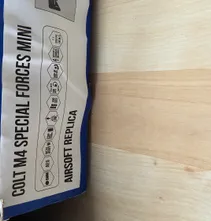 COLT M4 SPECIAL FORCES MINI
AIRSOFT REPLICA